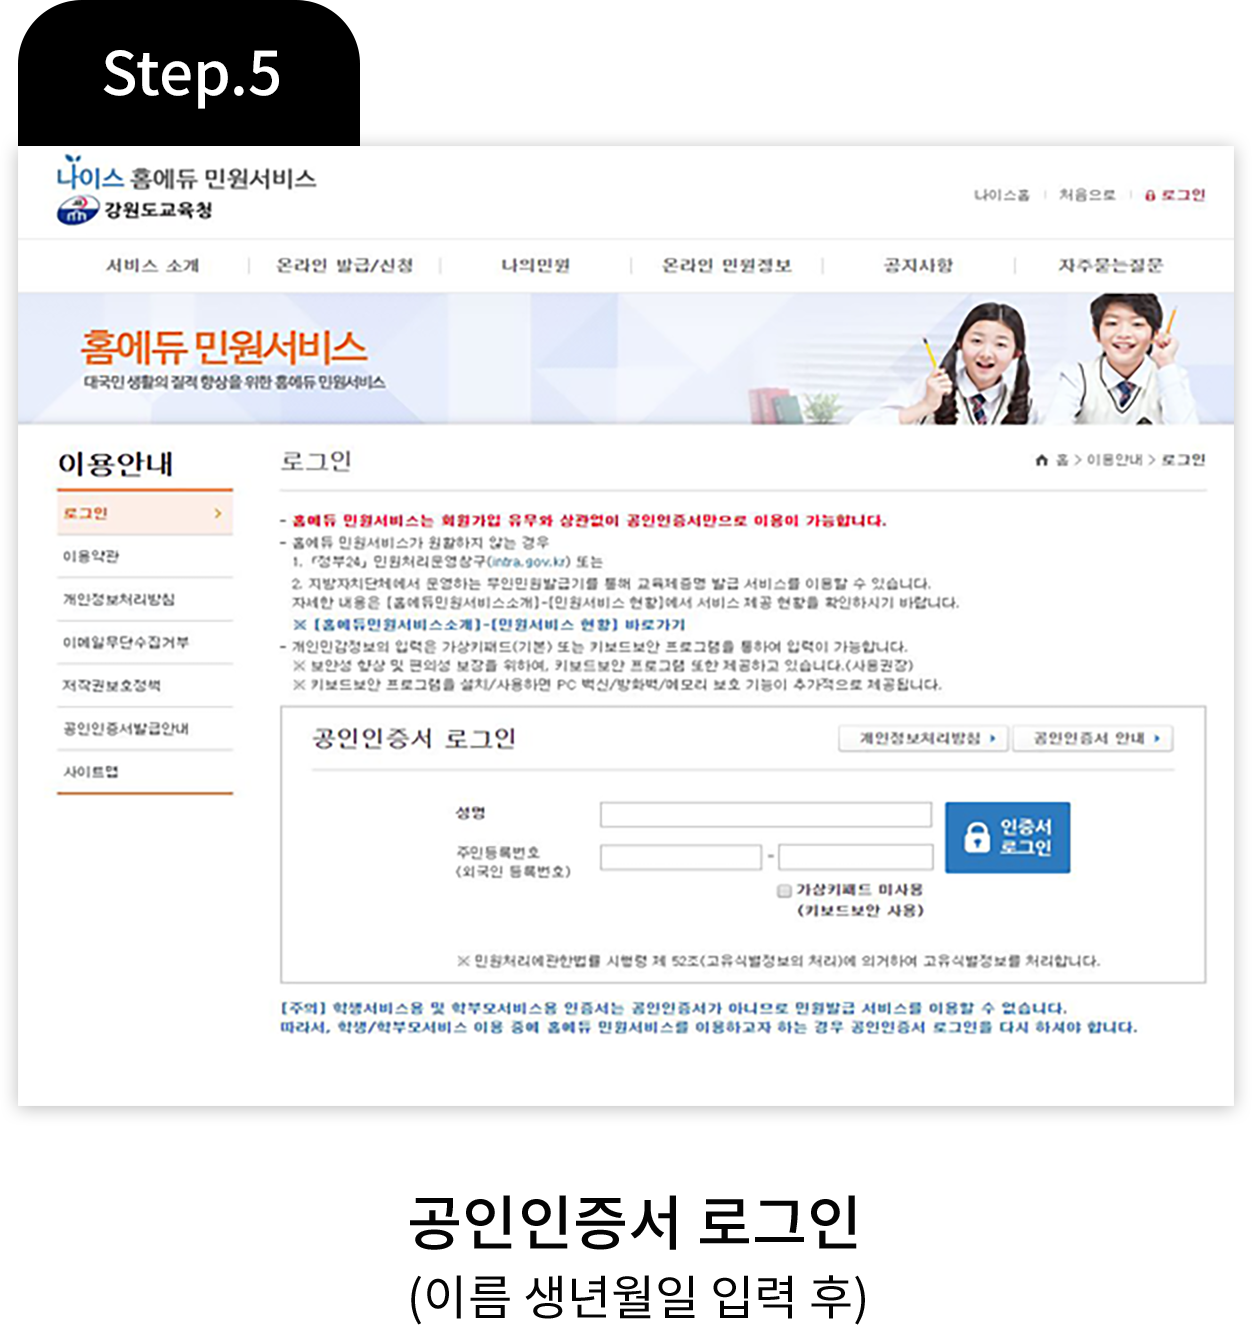 Step.5
나이스 홈에듀 민원서비스
강원도교육청
나이스홈 처음으로 로그인
서비스 소개 온라인 발급/신청 나의민원 온라인 민원정보 공지사항 자주묻는질문
홈에듀 민원서비스
대국민 생활의 질적 향상을 위한 홈에듀 민원서비스
이용안내
로그인 >
이용약관
개인정보처리방침
이메일무단수집거부
저작권보호정책
공인인증서발급안내
사이트맵
로그인
홈 > 이용안내 > 로그인
- 홈에듀 민원서비스는 회원가입 유무와 상관없이 공인인증서만으로 이용이 가능합니다.
- 홈에듀 민원서비스가 원활하지 않는 경우
1. 「정부24」 민원처리운영창구(intra.gov.kr) 또는
2. 지방자치단체에서 운영하는 무인민원발급기를 통해 교육제증명 발급 서비스를 이용할 수 있습니다.
자세한 내용은 [홈에듀민원서비스소개]-[민원서비스 현황]에서 서비스 제공 현황을 확인하시기 바랍니다.
※ [홈에듀민원서비스소개]-[민원서비스 현황] 바로가기
- 개인민감정보의 입력은 가상키패드(기본) 또는 키보드보안 프로그램을 통하여 입력이 가능합니다.
※ 보안성 향상 및 편의성 보장을 위하여, 키보드보안 프로그램 또한 제공하고 있습니다.(사용권장)
※ 키보드보안 프로그램을 설치/사용하면 PC 백신/방화벽/메모리 보호 기능이 추가적으로 제공됩니다.
공인인증서 로그인
개인정보처리방침 공인인증서 안내
성명
주민등록번호
(외국인 등록번호)
-
인증서
로그인
가상키패드 미사용
(키보드보안 사용)
※ 민원처리에관한법률 시행령 제 52조(고유식별정보의 처리)에 의거하여 고유식별정보를 처리합니다.
[주의] 학생서비스용 및 학부모서비스용 인증서는 공인인증서가 아니므로 민원발급 서비스를 이용할 수 없습니다.
따라서, 학생/학부모서비스 이용 중에 홈에듀 민원서비스를 이용하고자 하는 경우 공인인증서 로그인을 다시 하셔야 합니다.
공인인증서 로그인
(이름 생년월일 입력 후)